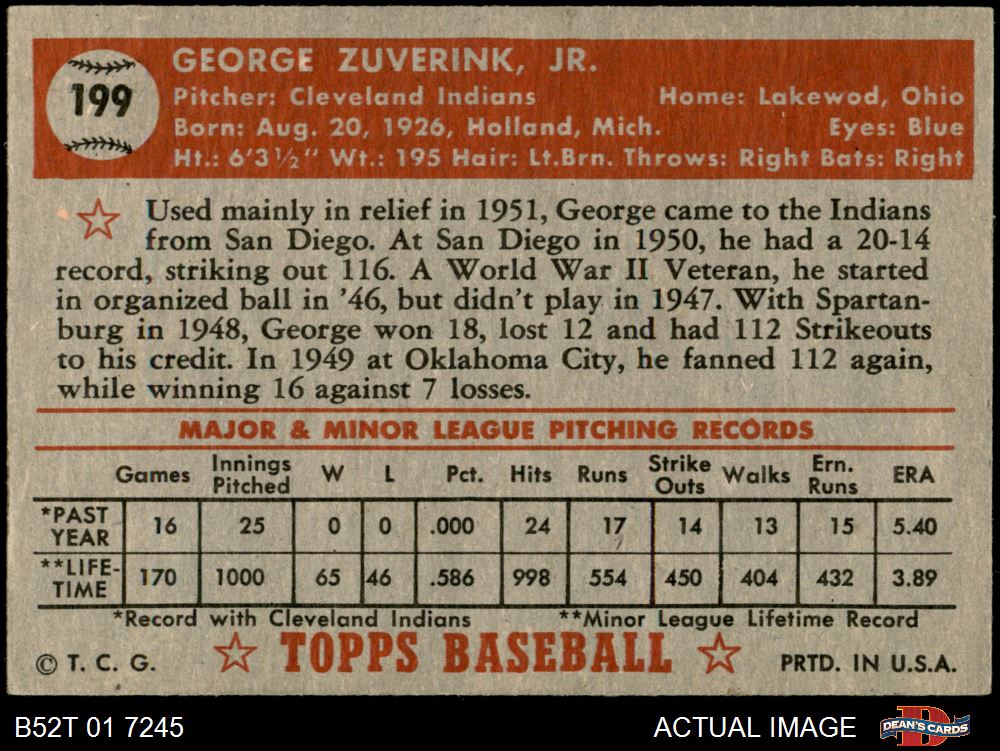 199
GEORGE ZUVERINK, JR.
Pitcher: Cleveland Indians Home: Lakewod, Ohio
Born: Aug. 20, 1926, Holland, Mich. Eyes: Blue
Ht.: 6'3½" Wt.: 195 Hair: Lt.Brn. Throws: Right Bats: Right
Used mainly in relief in 1951, George came to the Indians
from San Diego. At San Diego in 1950, he had a 20-14
record, striking out 116. A World War II Veteran, he started
in organized ball in '46, but didn't play in 1947. With Spartan-
burg in 1948, George won 18, lost 12 and had 112 Strikeouts
to his credit. In 1949 at Oklahoma City, he fanned 112 again,
while winning 16 against 7 losses.
MAJOR & MINOR LEAGUE PITCHING RECORDS
Games Innings Pitched W L Pct. Hits Runs Strike Outs Walks Ern. Runs ERA
*PAST YEAR 16 25 0 0 .000 24 17 14 13 15 5.40
**LIFE-TIME 170 1000 65 46 .586 998 554 450 404 432 3.89
*Record with Cleveland Indians **Minor League Lifetime Record
© T. C. G. TOPPS BASEBALL PRTD. IN U.S.A.
B52T 01 7245 ACTUAL IMAGE DEAN'S CARDS